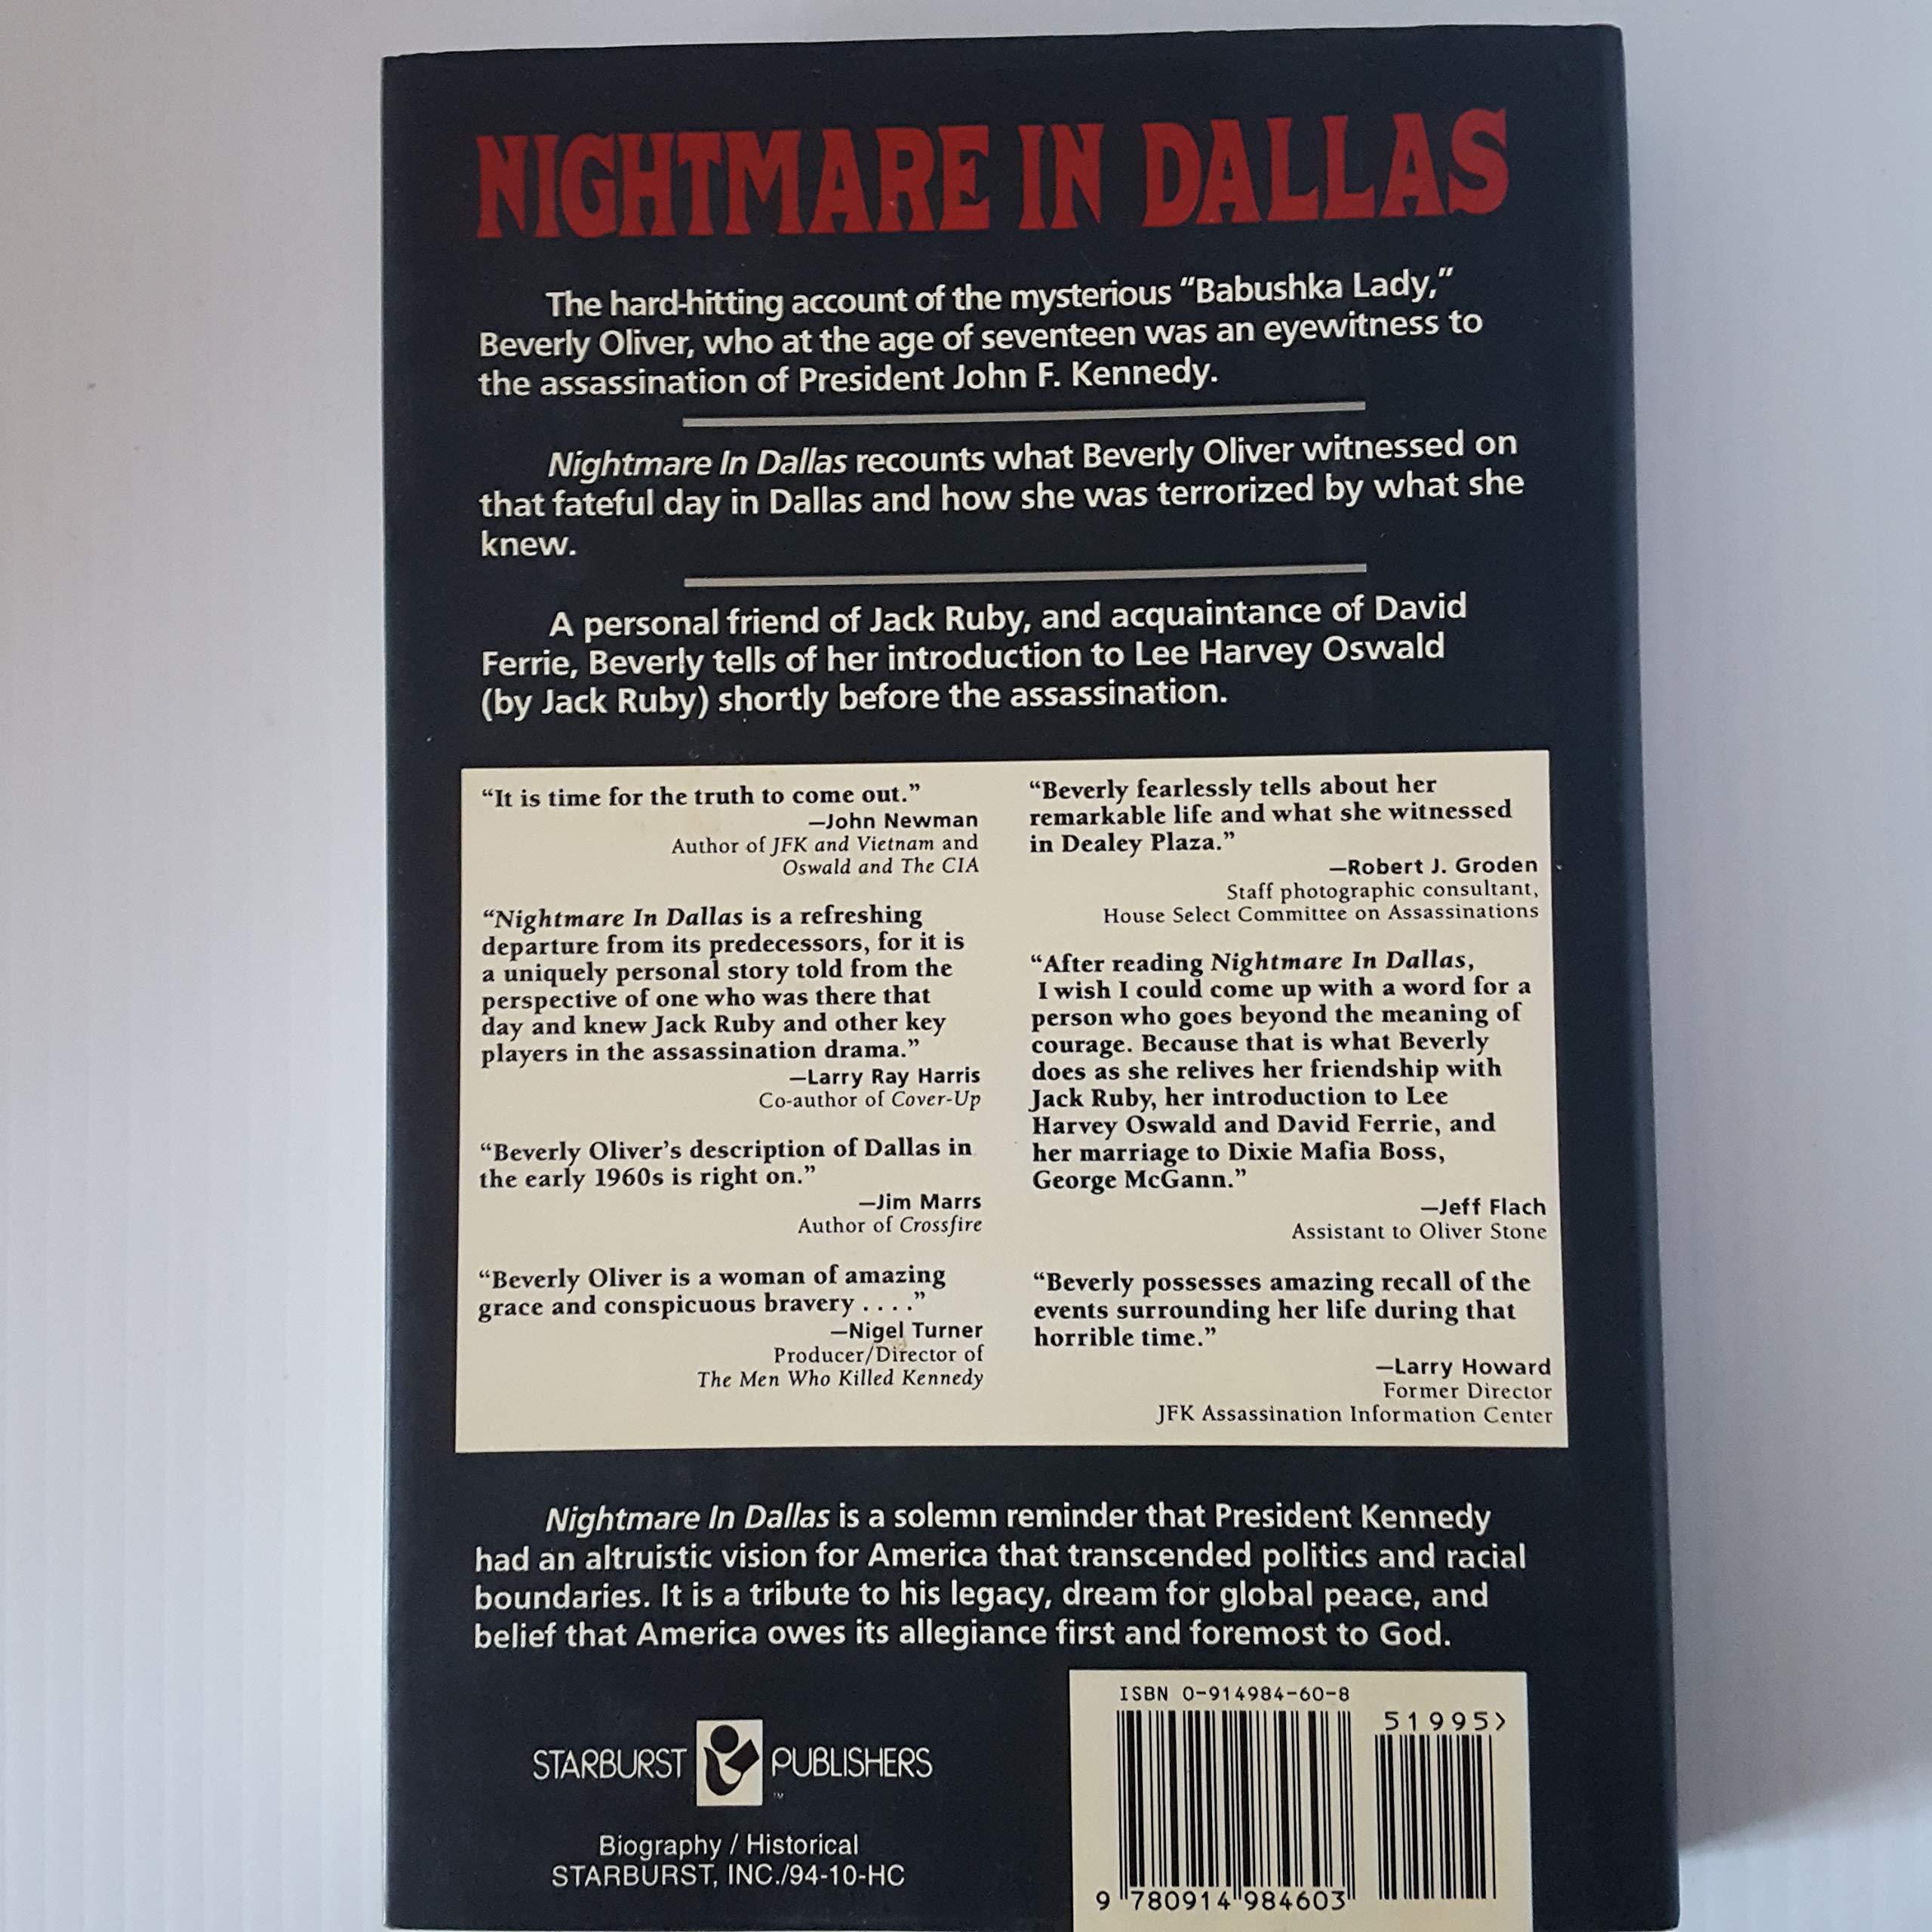 NIGHTMARE IN DALLAS
The hard-hitting account of the mysterious "Babushka Lady,"
Beverly Oliver, who at the age of seventeen was an eyewitness to
the assassination of President John F. Kennedy.
Nightmare In Dallas recounts what Beverly Oliver witnessed on
that fateful day in Dallas and how she was terrorized by what she
knew.
A personal friend of Jack Ruby, and acquaintance of David
Ferrie, Beverly tells of her introduction to Lee Harvey Oswald
(by Jack Ruby) shortly before the assassination.
“It is time for the truth to come out.”
—John Newman
Author of JFK and Vietnam and
Oswald and The CIA
“Nightmare In Dallas is a refreshing
departure from its predecessors, for it is
a uniquely personal story told from the
perspective of one who was there that
day and knew Jack Ruby and other key
players in the assassination drama.”
—Larry Ray Harris
Co-author of Cover-Up
“Beverly Oliver’s description of Dallas in
the early 1960s is right on.”
—Jim Marrs
Author of Crossfire
“Beverly Oliver is a woman of amazing
grace and conspicuous bravery . . . .”
—Nigel Turner
Producer/Director of
The Men Who Killed Kennedy
“Beverly fearlessly tells about her
remarkable life and what she witnessed
in Dealey Plaza.”
—Robert J. Groden
Staff photographic consultant,
House Select Committee on Assassinations
“After reading Nightmare In Dallas,
I wish I could come up with a word for a
person who goes beyond the meaning of
courage. Because that is what Beverly
does as she relives her friendship with
Jack Ruby, her introduction to Lee
Harvey Oswald and David Ferrie, and
her marriage to Dixie Mafia Boss,
George McGann.”
—Jeff Flach
Assistant to Oliver Stone
“Beverly possesses amazing recall of the
events surrounding her life during that
horrible time.”
—Larry Howard
Former Director
JFK Assassination Information Center
Nightmare In Dallas is a solemn reminder that President Kennedy
had an altruistic vision for America that transcended politics and racial
boundaries. It is a tribute to his legacy, dream for global peace, and
belief that America owes its allegiance first and foremost to God.
STARBURST PUBLISHERS
TM
Biography / Historical
STARBURST, INC./94-10-HC
ISBN 0-914984-60-8
51995>
9 780914 984603